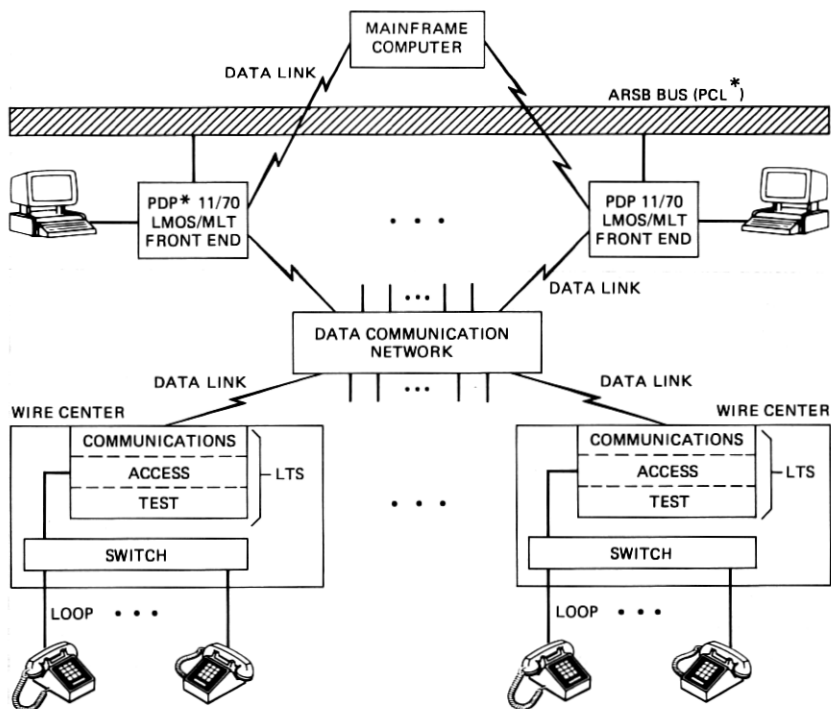 MAINFRAME
COMPUTER
DATA LINK
ARSB BUS (PCL*)
PDP* 11/70
LMOS/MLT
FRONT END
PDP 11/70
LMOS/MLT
FRONT END
DATA LINK
DATA COMMUNICATION
NETWORK
DATA LINK
DATA LINK
WIRE CENTER
WIRE CENTER
COMMUNICATIONS
ACCESS
TEST
LTS
COMMUNICATIONS
ACCESS
TEST
LTS
SWITCH
SWITCH
LOOP
LOOP